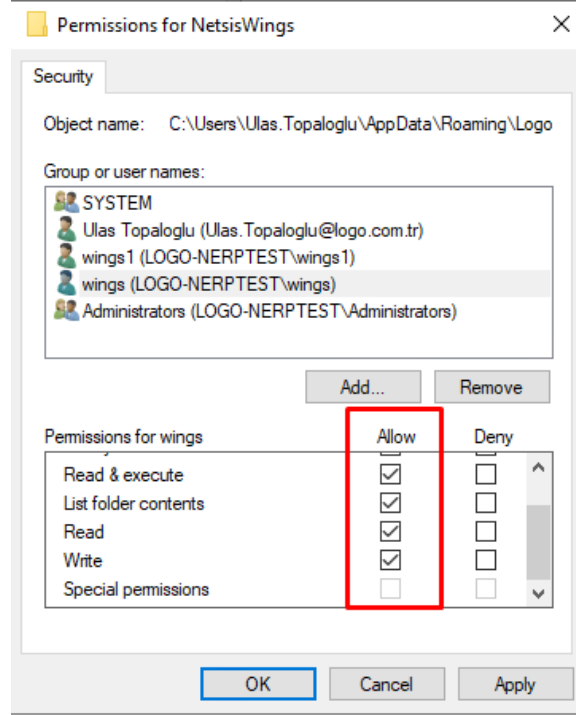 Permissions for NetsisWings
Security
Object name: C:\Users\Ulas.Topaloglu\AppData\Roaming\Logo
Group or user names:
SYSTEM
Ulas Topaloglu (Ulas.Topaloglu@logo.com.tr)
wings1 (LOGO-NERPTEST\wings1)
wings (LOGO-NERPTEST\wings)
Administrators (LOGO-NERPTEST\Administrators)
Add... Remove
Permissions for wings Allow Deny
Read & execute
List folder contents
Read
Write
Special permissions
OK Cancel Apply